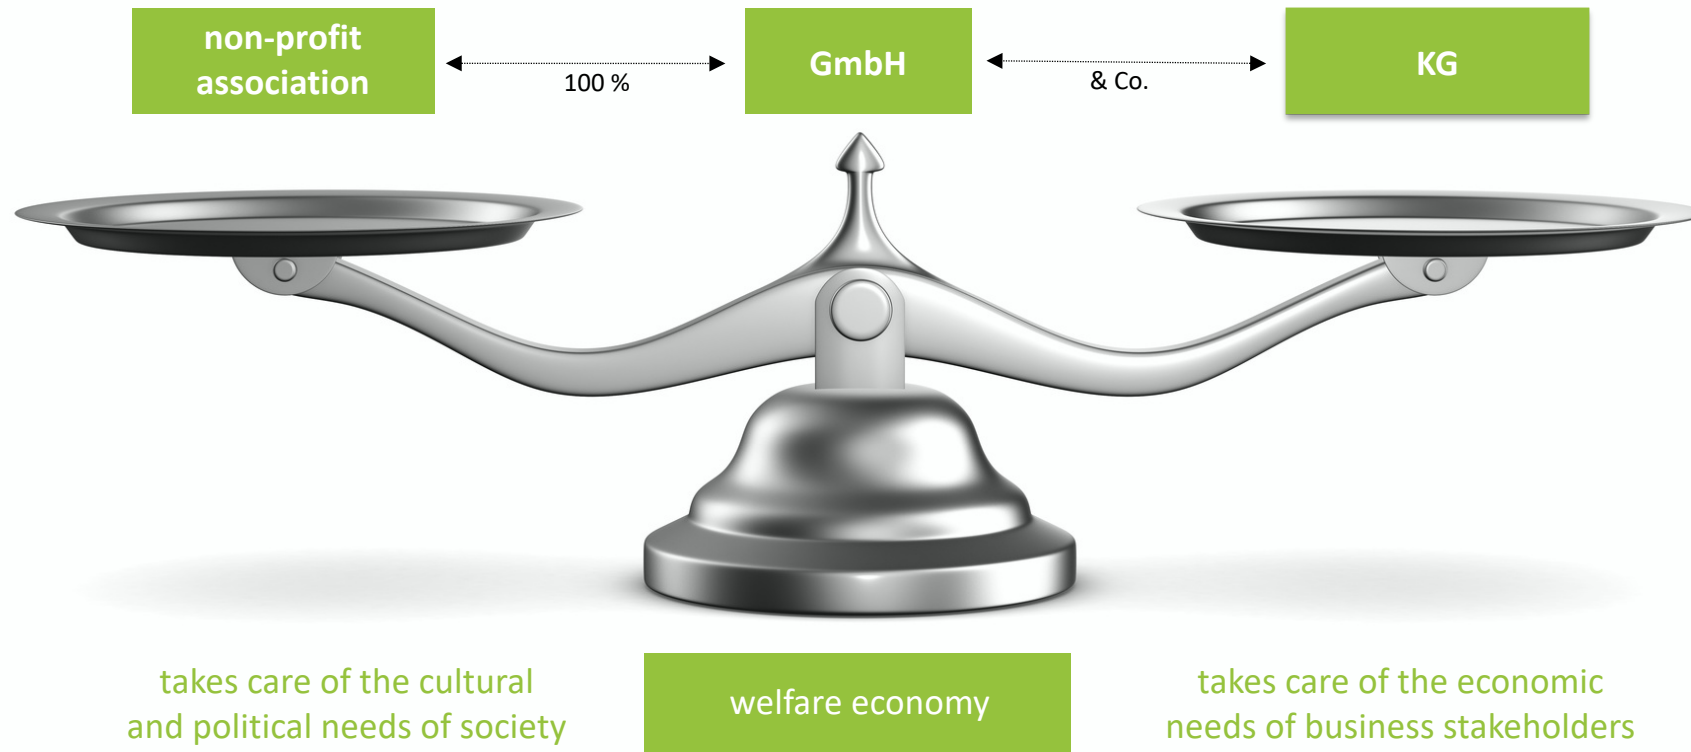 non-profit
association
100 %
GmbH
& Co.
KG
takes care of the cultural
and political needs of society
welfare economy
takes care of the economic
needs of business stakeholders